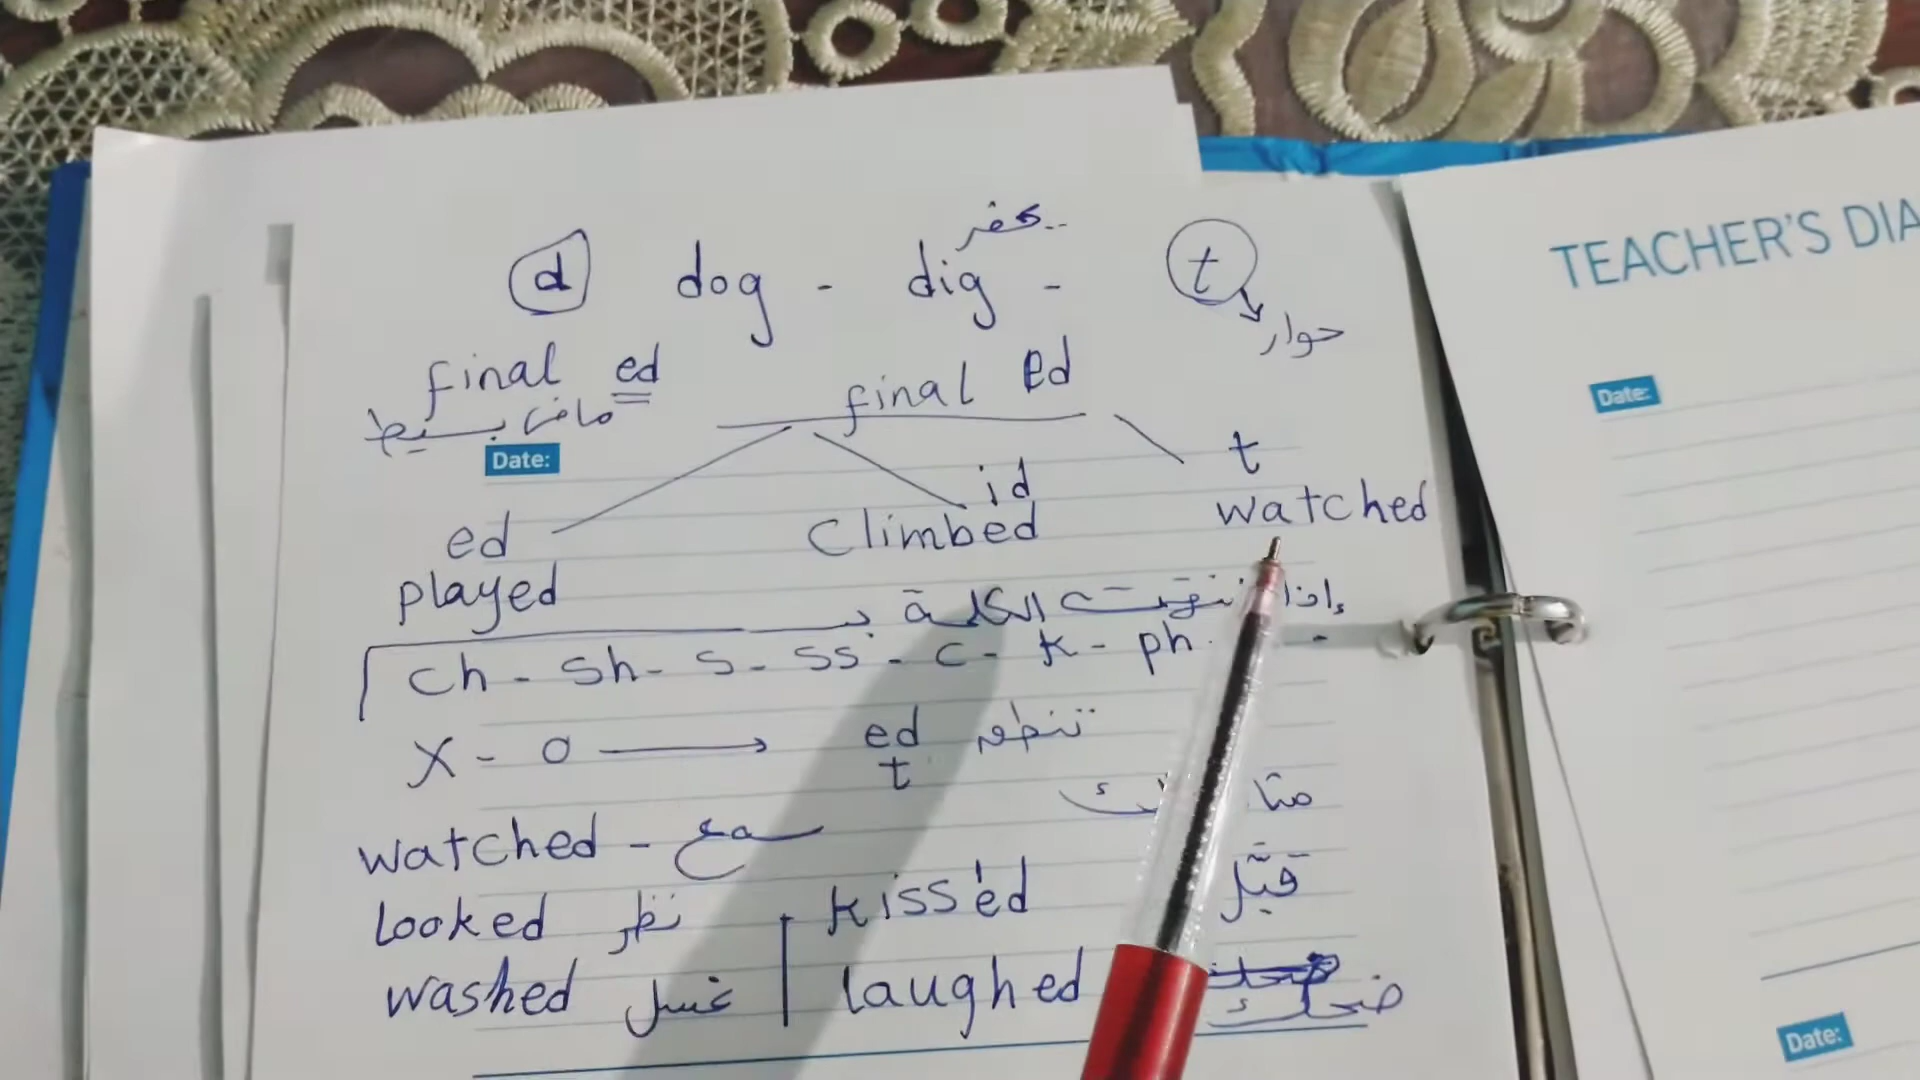 يحفر
d dog - dig - t
حوار
TEACHER'S DIA
final ed
final ed
ماضي بسيط
Date:
Date:
ed id t
played climbed watched
إذا انتهت الكلمة بـ
ch - sh - s - ss - c - k - ph - -
x - o → ed تنطق
t
watched -
looked نظر
washed غسل
kissed قبّل
laughed ضحك
Date: